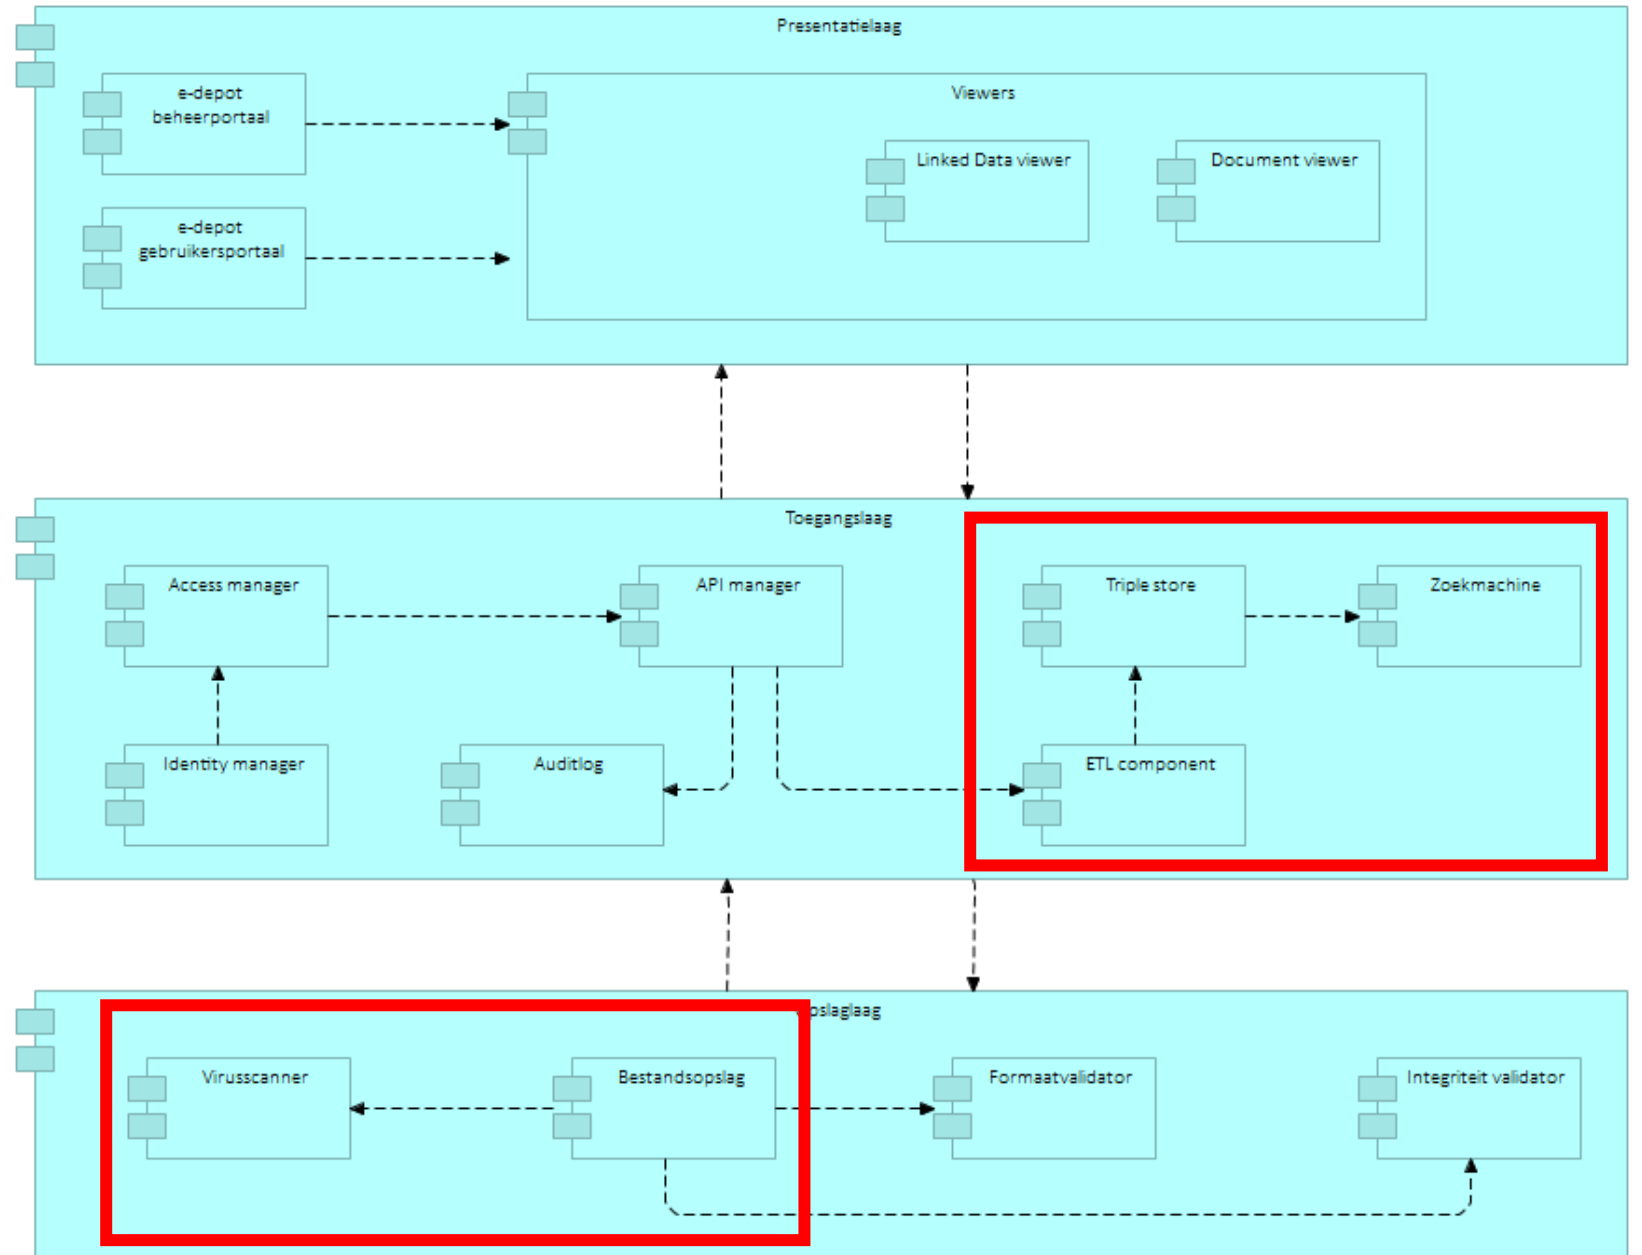 Presentatielaag
e-depot
beheerportaal
Viewers
Linked Data viewer
Document viewer
e-depot
gebruikersportaal
Toegangslaag
Access manager
API manager
Triple store
Zoekmachine
Identity manager
Auditlog
ETL component
pslaglaag
Virusscanner
Bestandsopslag
Formaatvalidator
Integriteit validator